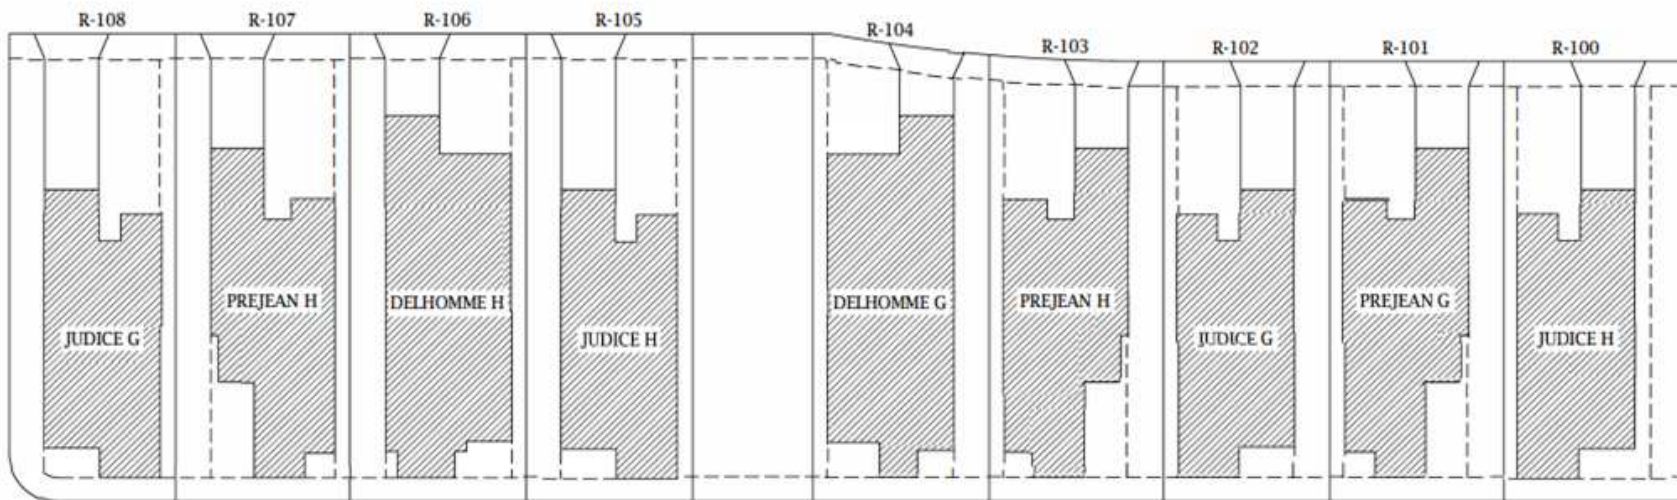 R-108
R-107
R-106
R-105
R-104
R-103
R-102
R-101
R-100
JUDICE G
PREJEAN H
DELHOMME H
JUDICE H
DELHOMME G
PREJEAN H
JUDICE G
PREJEAN G
JUDICE H